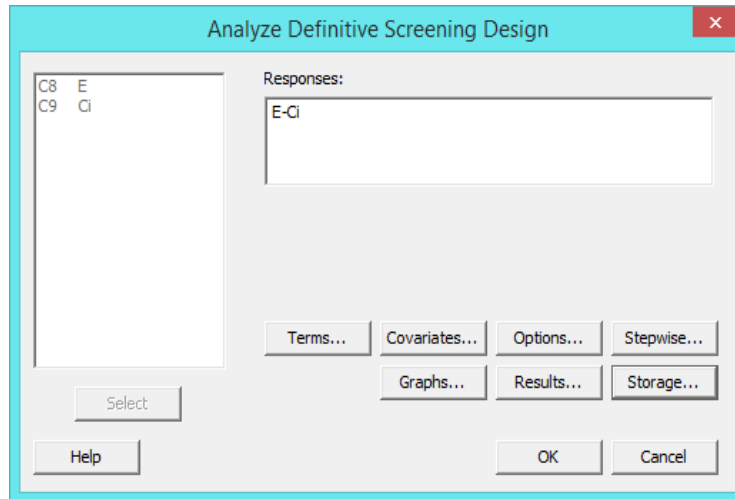 Analyze Definitive Screening Design
x
C8 E
C9 Ci
Responses:
E-Ci
Terms...
Covariates...
Options...
Stepwise...
Graphs...
Results...
Storage...
Select
Help
OK
Cancel